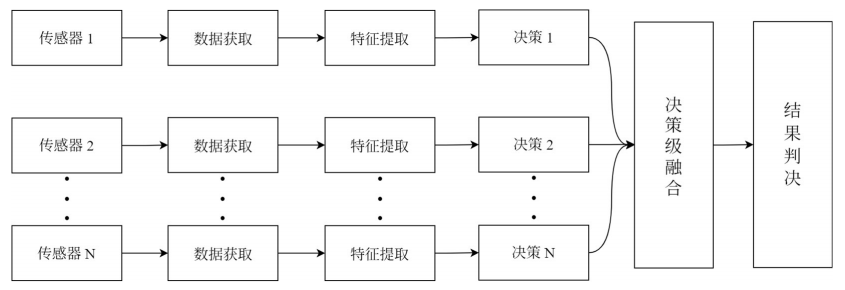 传感器 1
数据获取
特征提取
决策 1
传感器 2
数据获取
特征提取
决策 2
传感器 N
数据获取
特征提取
决策 N
决策级融合
结果判决